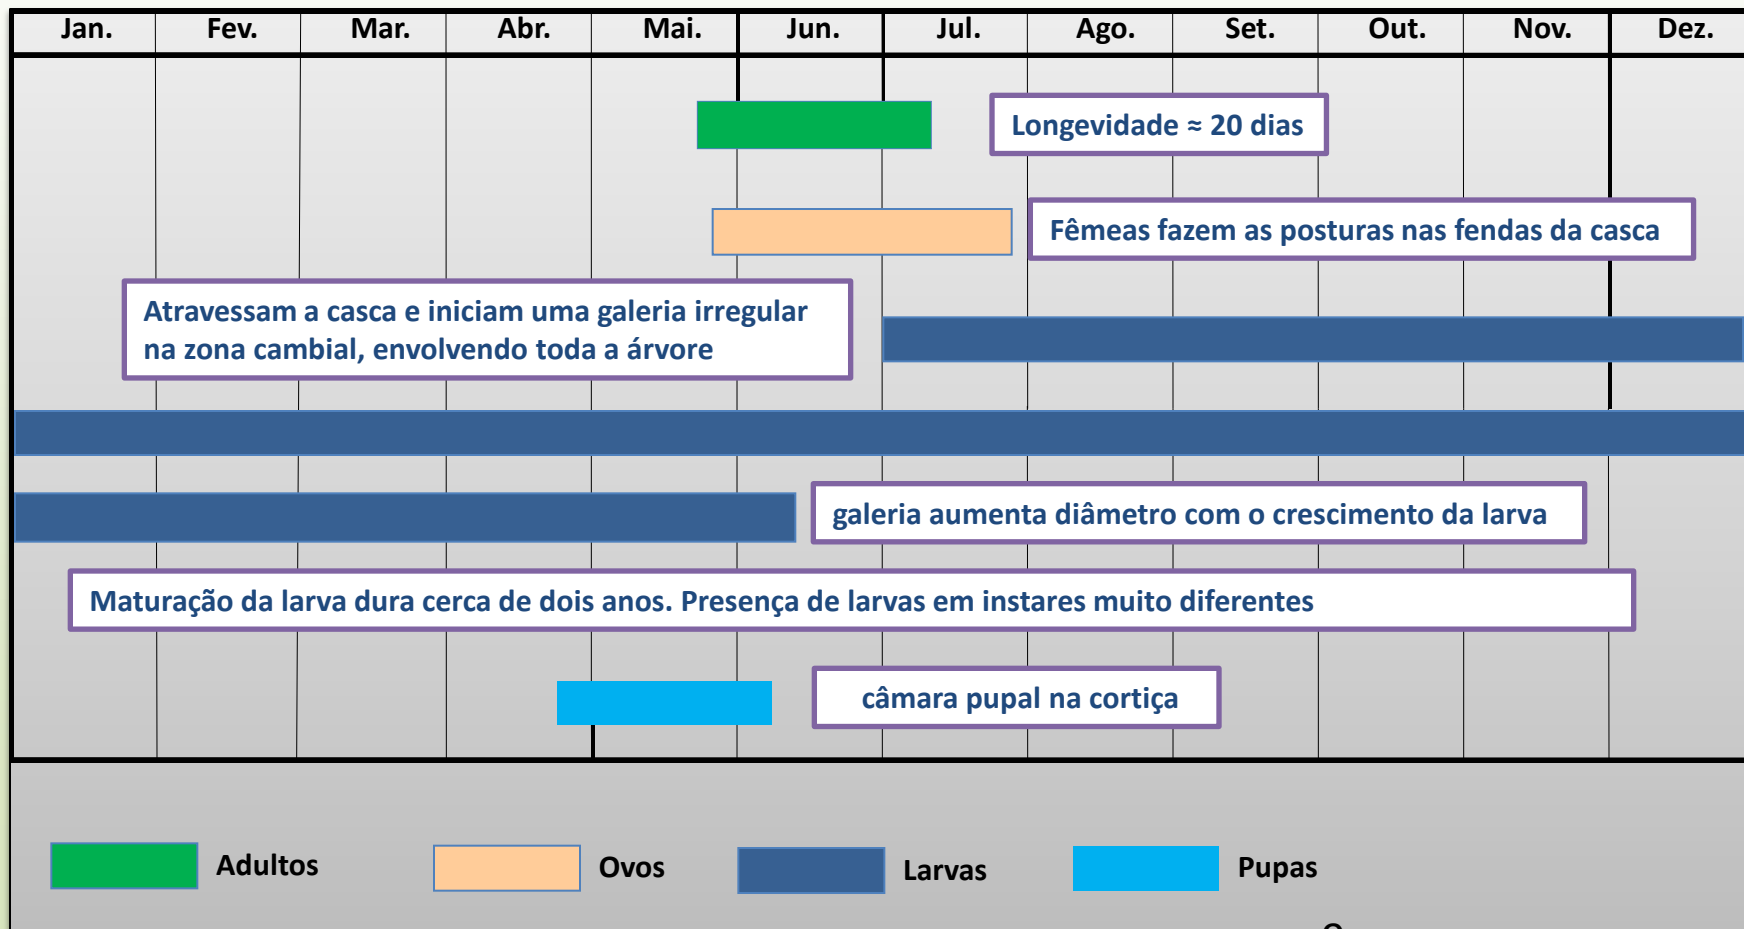 Jan. Fev. Mar. Abr. Mai. Jun. Jul. Ago. Set. Out. Nov. Dez.
Longevidade ≈ 20 dias
Fêmeas fazem as posturas nas fendas da casca
Atravessam a casca e iniciam uma galeria irregular
na zona cambial, envolvendo toda a árvore
galeria aumenta diâmetro com o crescimento da larva
Maturação da larva dura cerca de dois anos. Presença de larvas em instares muito diferentes
câmara pupal na cortiça
Adultos Ovos Larvas Pupas